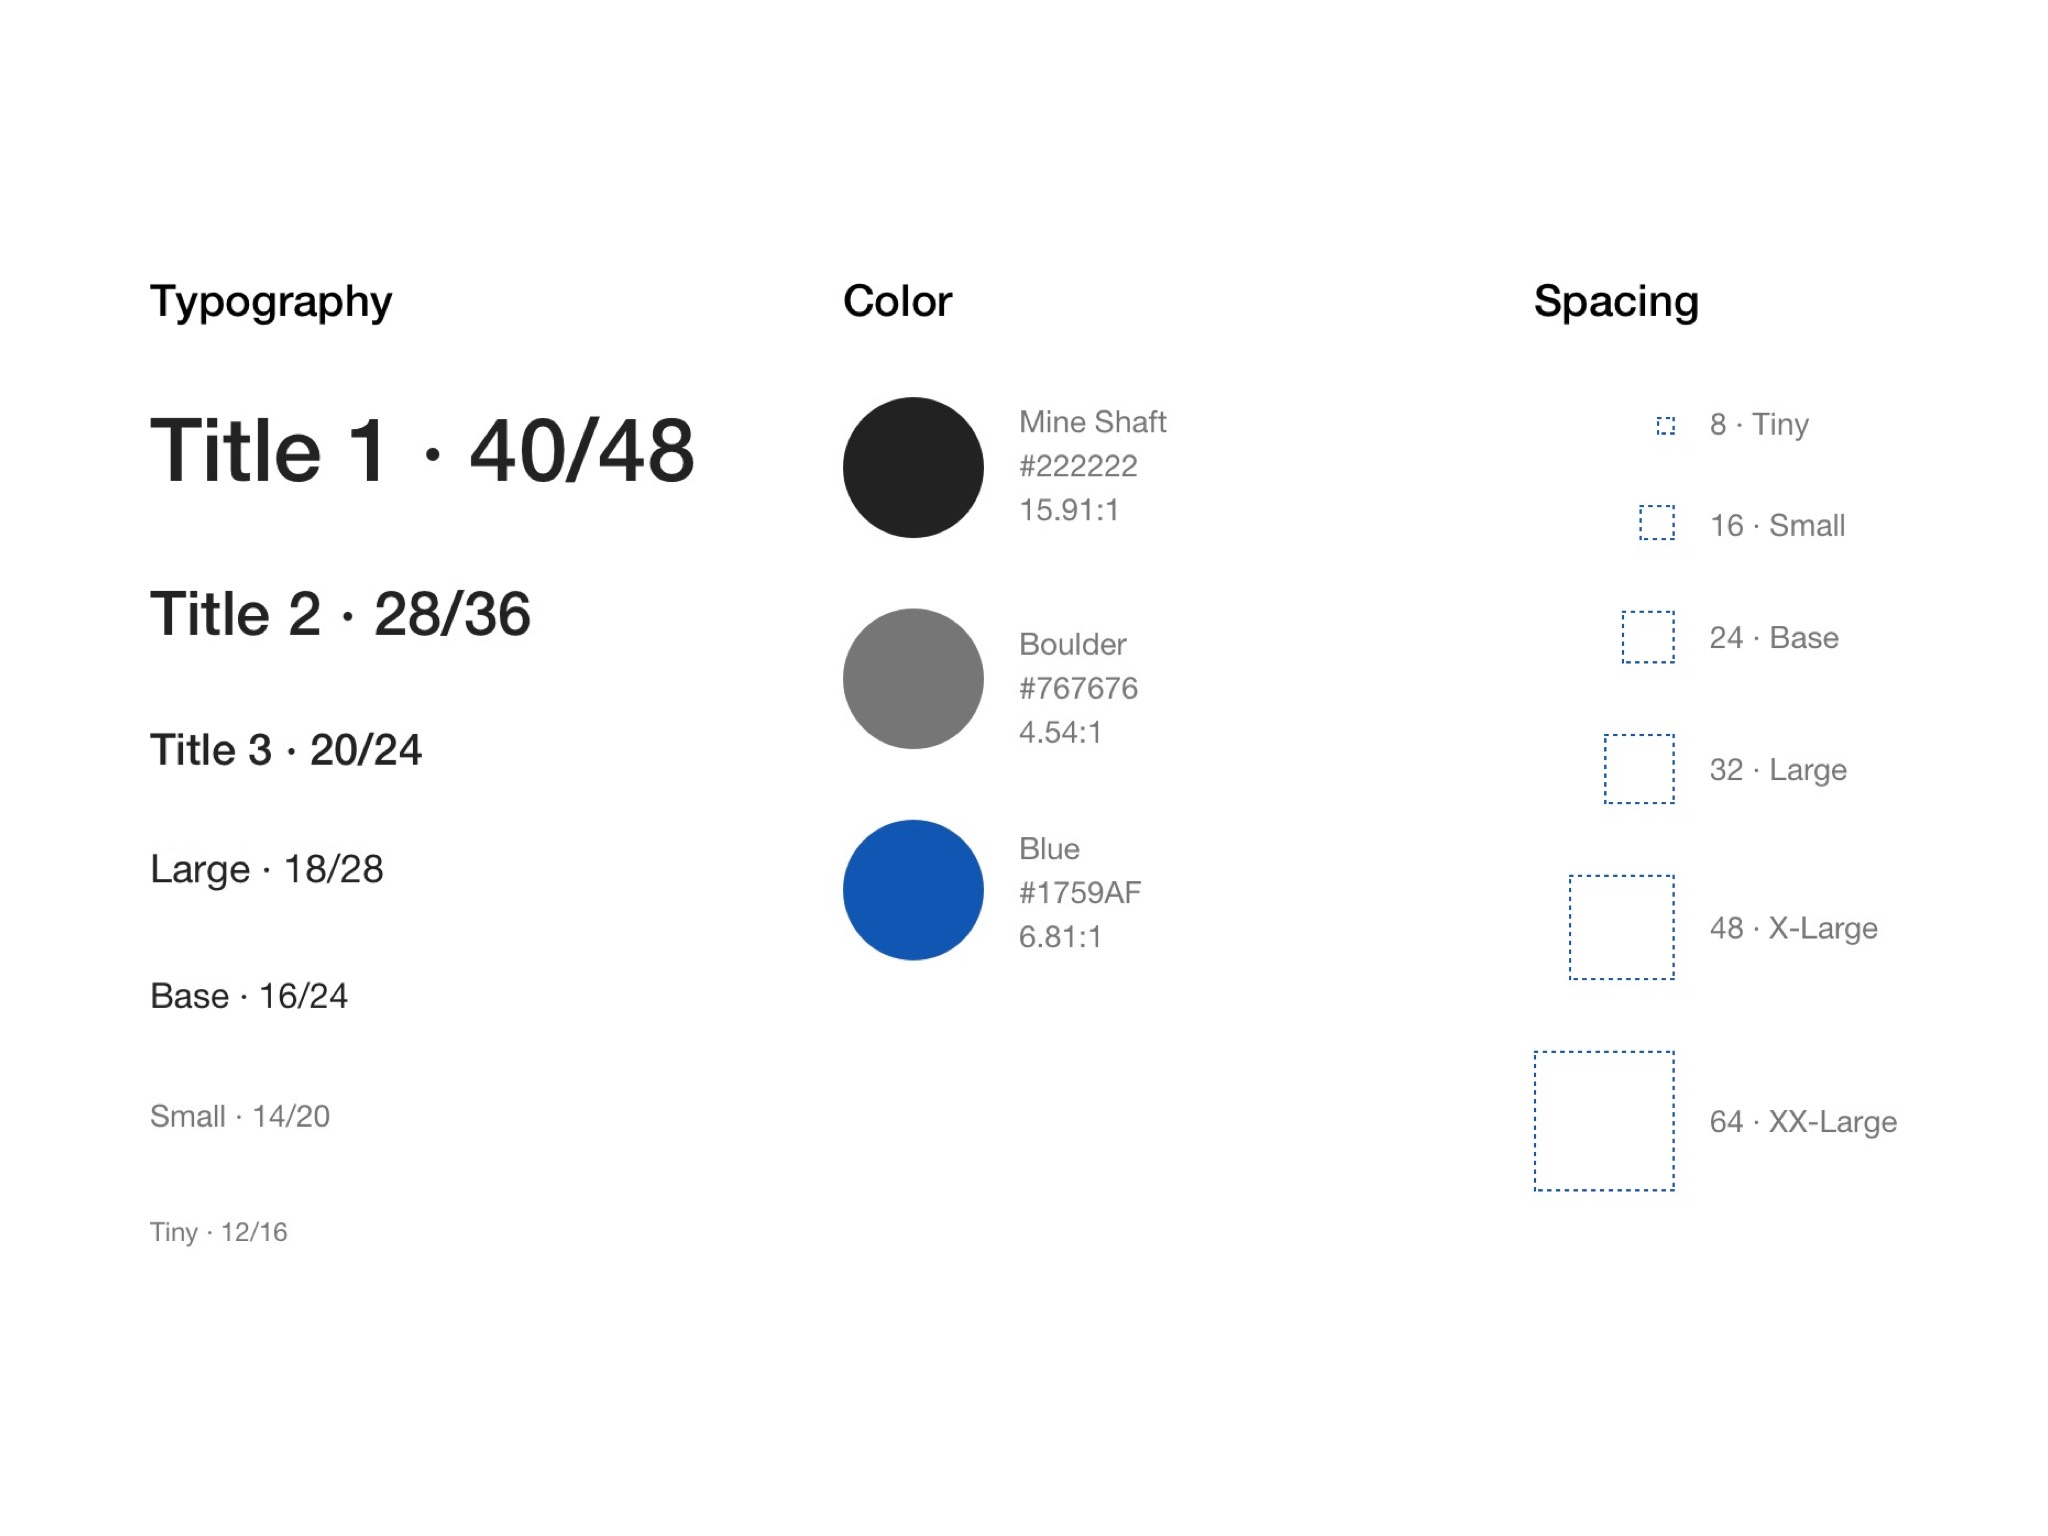 Typography
Title 1 · 40/48
Title 2 · 28/36
Title 3 · 20/24
Large · 18/28
Base · 16/24
Small · 14/20
Tiny · 12/16
Color
Mine Shaft
#222222
15.91:1
Boulder
#767676
4.54:1
Blue
#1759AF
6.81:1
Spacing
8 · Tiny
16 · Small
24 · Base
32 · Large
48 · X-Large
64 · XX-Large